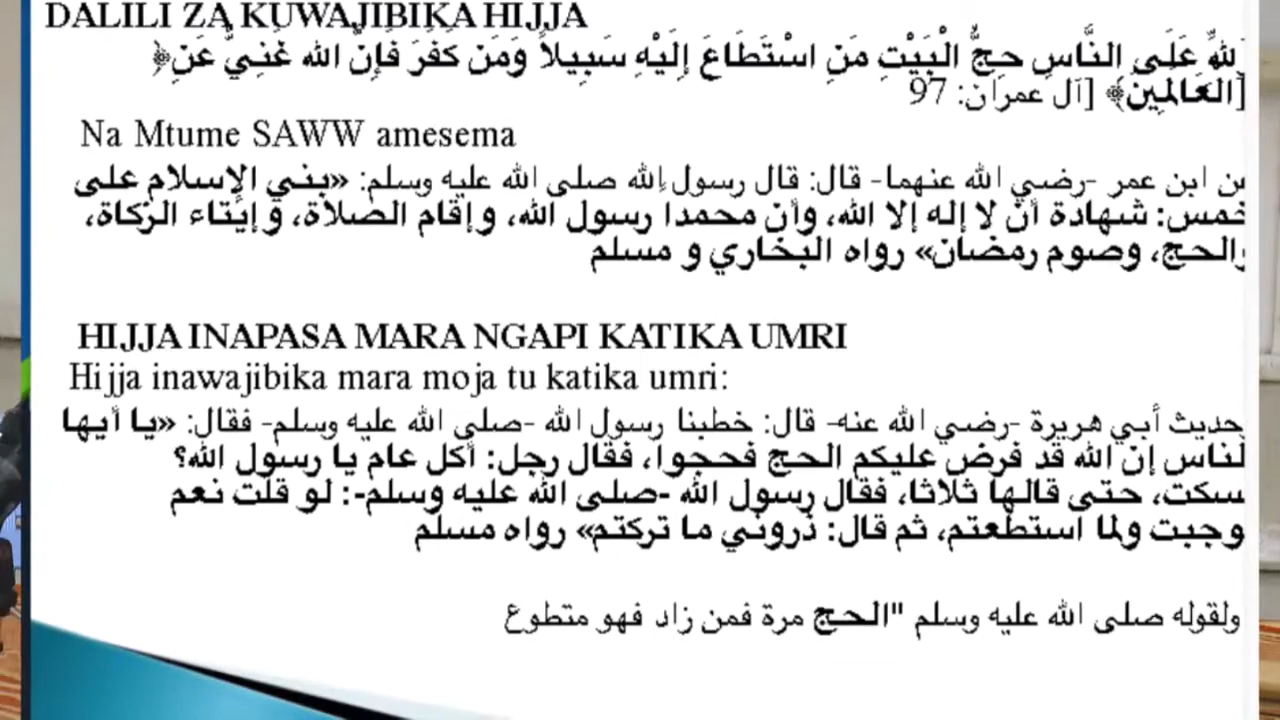 DALILI ZA KUWAJIBIKA HIJJA
لِلهِّ عَلَى النَّاسِ حِجُّ الْبَيْتِ مَنِ اسْتَطَاعَ إِلَيْهِ سَبِيلاً وَمَن كَفَرَ فَإِنَّ الله غَنِيٌّ عَنِ﴿
[العَالَمِينَ﴾ [آل عمران: 97
Na Mtume SAWW amesema
عن ابن عمر -رضي الله عنهما- قال: قال رسول الله صلى الله عليه وسلم: «بني الإسلام على
خمس: شهادة أن لا إله إلا الله، وأن محمدا رسول الله، وإقام الصلاة، وإيتاء الزكاة،
والحج، وصوم رمضان» رواه البخاري و مسلم
HIJJA INAPASA MARA NGAPI KATIKA UMRI
Hijja inawajibika mara moja tu katika umri:
حديث أبي هريرة -رضي الله عنه- قال: خطبنا رسول الله -صلى الله عليه وسلم- فقال: «يا أيها
الناس إن الله قد فرض عليكم الحج فحجوا، فقال رجل: أكل عام يا رسول الله؟
فسكت، حتى قالها ثلاثا، فقال رسول الله -صلى الله عليه وسلم-: لو قلت نعم
لوجبت ولما استطعتم، ثم قال: ذروني ما تركتم» رواه مسلم
ولقوله صلى الله عليه وسلم "الحج مرة فمن زاد فهو متطوع